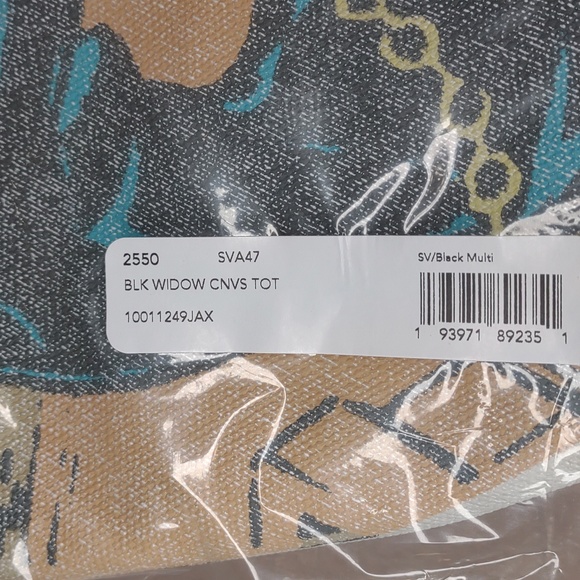 2550 SVA47 SV/Black Multi
BLK WIDOW CNVS TOT
10011249JAX
1 93971 89235 1